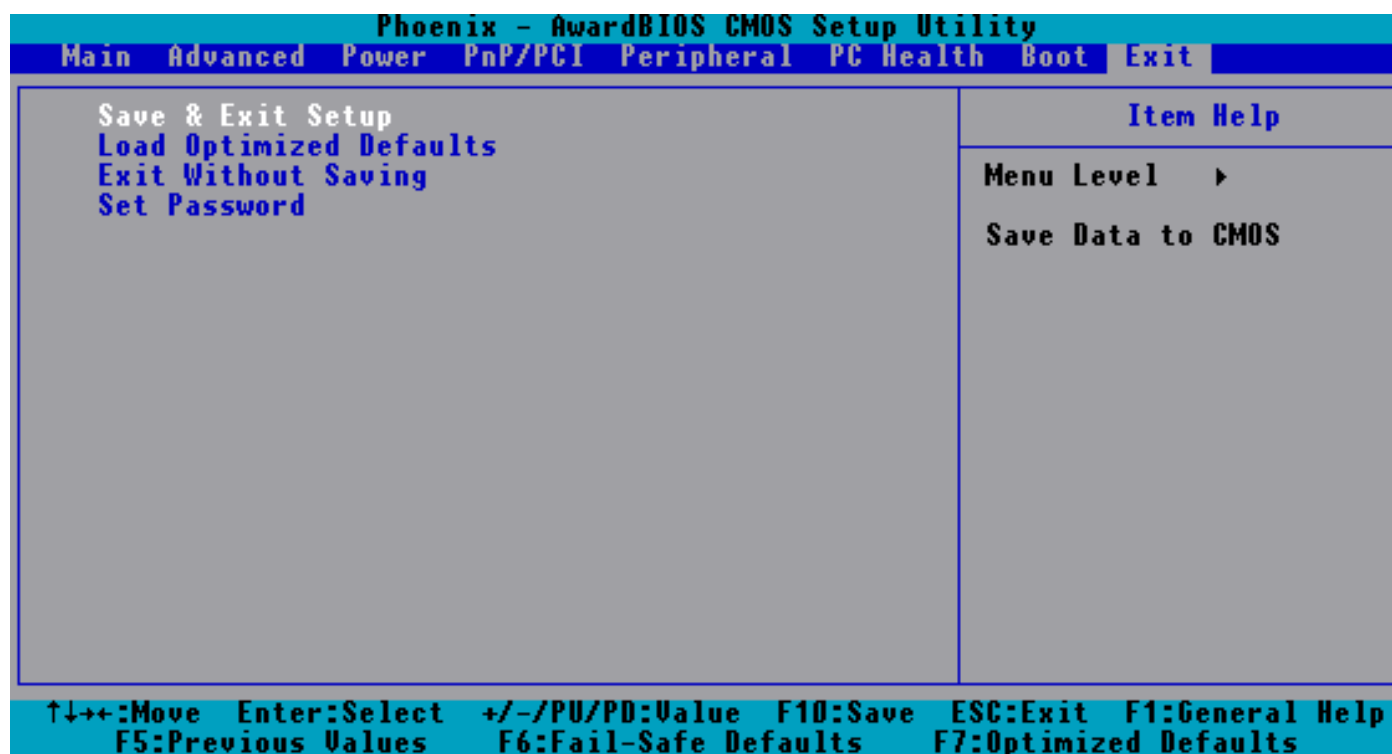 Phoenix - AwardBIOS CMOS Setup Utility
Main Advanced Power PnP/PCI Peripheral PC Health Boot Exit
Save & Exit Setup
Load Optimized Defaults
Exit Without Saving
Set Password
Item Help
Menu Level ▸
Save Data to CMOS
↑↓→←:Move Enter:Select +/-/PU/PD:Value F10:Save ESC:Exit F1:General Help
F5:Previous Values F6:Fail-Safe Defaults F7:Optimized Defaults